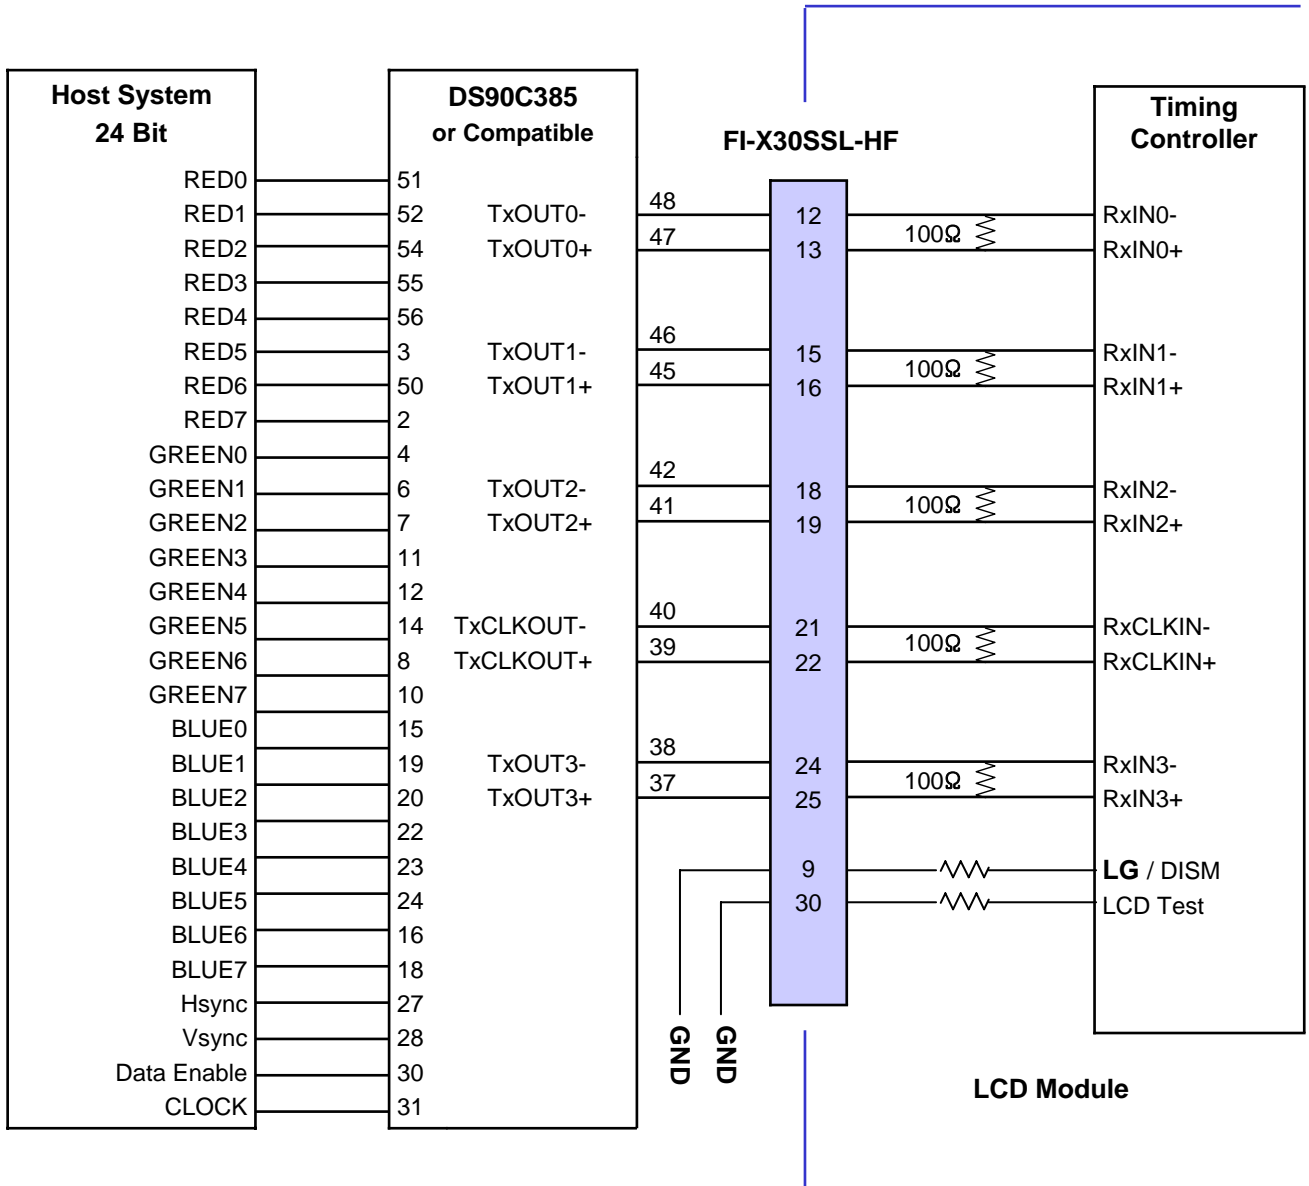 Host System
24 Bit
DS90C385
or Compatible
FI-X30SSL-HF
Timing
Controller
RED0 51
RED1 52 TxOUT0- 48 12 RxIN0-
100Ω
RED2 54 TxOUT0+ 47 13 RxIN0+
RED3 55
RED4 56
RED5 3 TxOUT1- 46 15 RxIN1-
100Ω
RED6 50 TxOUT1+ 45 16 RxIN1+
RED7 2
GREEN0 4
GREEN1 6 TxOUT2- 42 18 RxIN2-
100Ω
GREEN2 7 TxOUT2+ 41 19 RxIN2+
GREEN3 11
GREEN4 12
GREEN5 14 TxCLKOUT- 40 21 RxCLKIN-
100Ω
GREEN6 8 TxCLKOUT+ 39 22 RxCLKIN+
GREEN7 10
BLUE0 15
BLUE1 19 TxOUT3- 38 24 RxIN3-
100Ω
BLUE2 20 TxOUT3+ 37 25 RxIN3+
BLUE3 22
BLUE4 23 9 LG / DISM
BLUE5 24 30 LCD Test
BLUE6 16
BLUE7 18
Hsync 27
Vsync 28
Data Enable 30
CLOCK 31
GND
GND
LCD Module